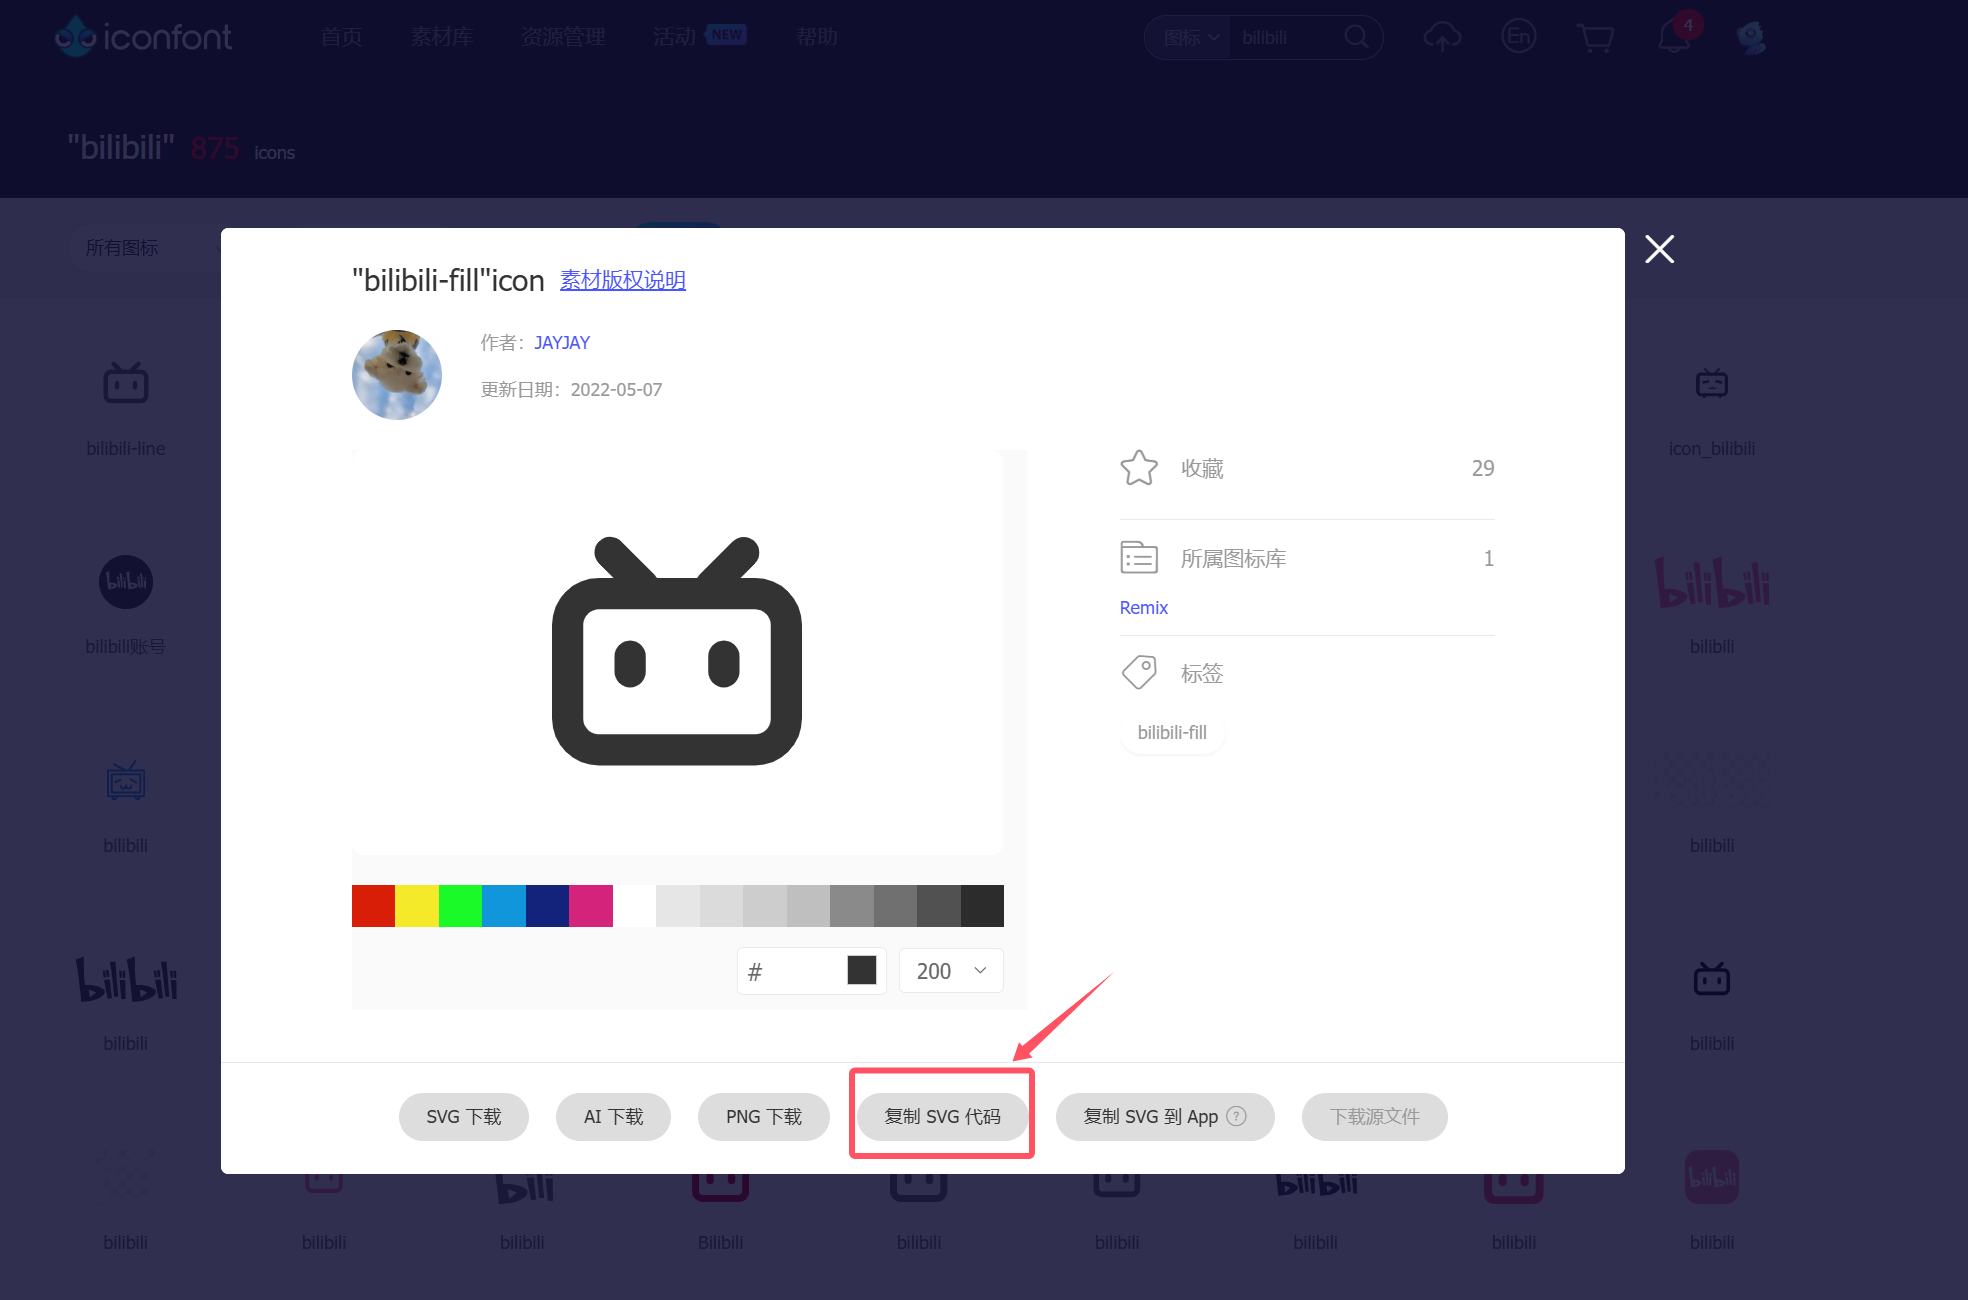 iconfont
首页
素材库
资源管理
活动
NEW
帮助
图标
bilibili
En
4
"bilibili" 875 icons
所有图标
"bilibili-fill"icon 素材版权说明
作者：JAYJAY
更新日期：2022-05-07
收藏 29
所属图标库 1
Remix
标签
bilibili-fill
#
200
SVG 下载
AI 下载
PNG 下载
复制 SVG 代码
复制 SVG 到 App ?
下载源文件
bilibili-line
icon_bilibili
bilibili
bilibili
bilibili账号
bilibili
bilibili
bilibili
bilibili
bilibili
bilibili
bili
bilibili
bilibili
bilibili
bilibili
bilibili
Bilibili
bilibili
bilibili
bilibili
bilibili
bilibili